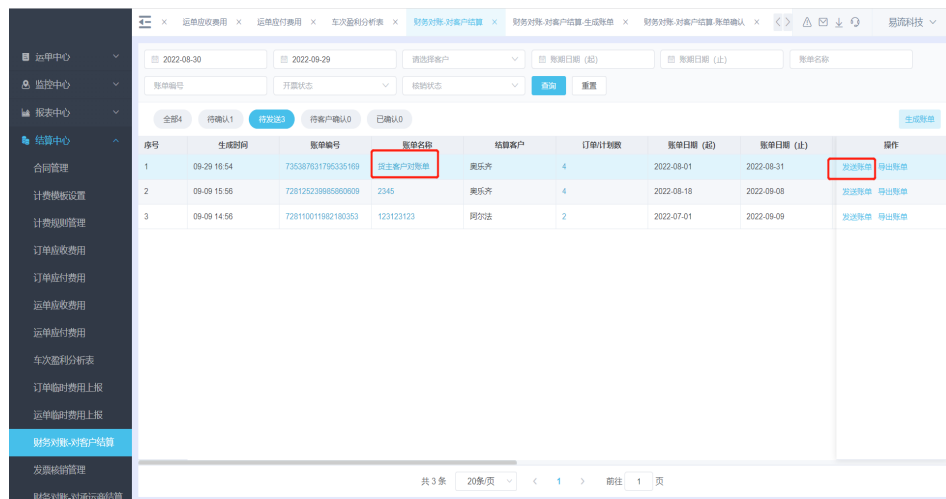 运单应收费用 × 运单应付费用 × 车次盈利分析表 × 财务对账-对客户结算 × 财务对账-对客户结算-生成账单 × 财务对账-对客户结算-账单确认 × 易流科技
运单中心
监控中心
报表中心
结算中心
合同管理
计费模板设置
计费规则管理
订单应收费用
订单应付费用
运单应收费用
运单应付费用
车次盈利分析表
订单临时费用上报
运单临时费用上报
财务对账-对客户结算
发票核销管理
财务对账-对承运商结算
2022-08-30 2022-09-29 请选择客户 账期日期 (起) 账期日期 (止) 账单名称
账单编号 开票状态 核销状态 查询 重置
全部4 待确认1 待发送3 待客户确认0 已确认0 生成账单
序号 生成时间 账单编号 账单名称 结算客户 订单/计划数 账单日期 (起) 账单日期 (止) 操作
1 09-29 16:54 735387631795335169 货主客户对账单 奥乐齐 4 2022-08-01 2022-08-31 发送账单 导出账单
2 09-09 15:56 728125239985860609 2345 奥乐齐 4 2022-08-18 2022-09-08 发送账单 导出账单
3 09-09 14:56 728110011982180353 123123123 阿尔法 2 2022-07-01 2022-09-09 发送账单 导出账单
共 3 条 20条/页 < 1 > 前往 1 页